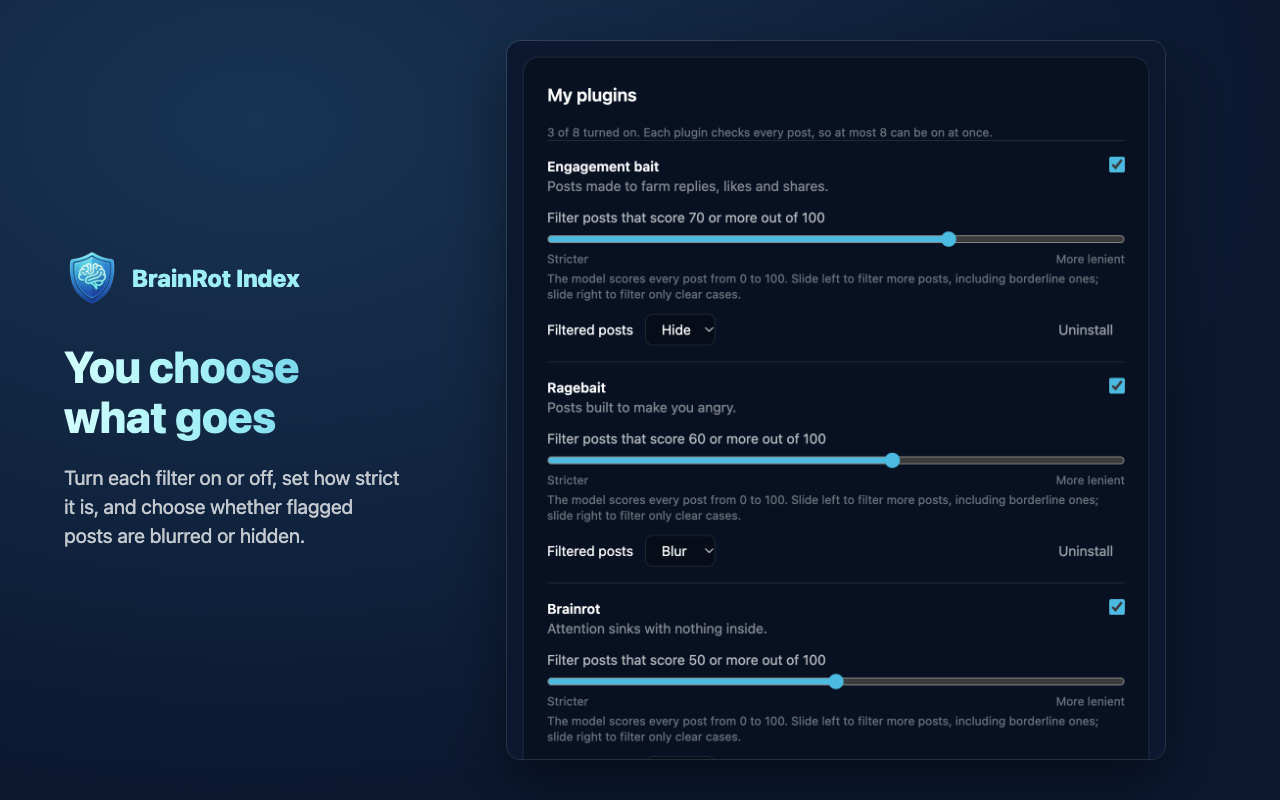 BrainRot Index
You choose
what goes
Turn each filter on or off, set how strict
it is, and choose whether flagged
posts are blurred or hidden.
My plugins
3 of 8 turned on. Each plugin checks every post, so at most 8 can be on at once.
Engagement bait
Posts made to farm replies, likes and shares.
Filter posts that score 70 or more out of 100
Stricter More lenient
The model scores every post from 0 to 100. Slide left to filter more posts, including borderline ones;
slide right to filter only clear cases.
Filtered posts Hide Uninstall
Ragebait
Posts built to make you angry.
Filter posts that score 60 or more out of 100
Stricter More lenient
The model scores every post from 0 to 100. Slide left to filter more posts, including borderline ones;
slide right to filter only clear cases.
Filtered posts Blur Uninstall
Brainrot
Attention sinks with nothing inside.
Filter posts that score 50 or more out of 100
Stricter More lenient
The model scores every post from 0 to 100. Slide left to filter more posts, including borderline ones;
slide right to filter only clear cases.